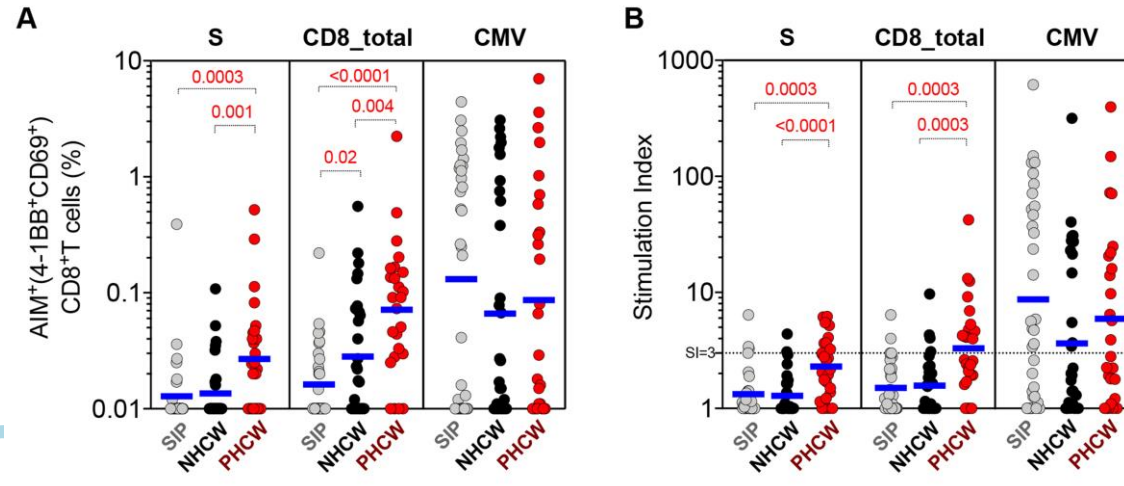 A
S CD8_total CMV
AIM⁺(4-1BB⁺CD69⁺)
CD8⁺T cells (%)
10
1
0.1
0.01
0.0003
0.001
<0.0001
0.004
0.02
SIP NHCW PHCW SIP NHCW PHCW SIP NHCW PHCW
B
S CD8_total CMV
Stimulation Index
1000
100
10
SI=3
1
0.0003
<0.0001
0.0003
0.0003
SIP NHCW PHCW SIP NHCW PHCW SIP NHCW PHCW